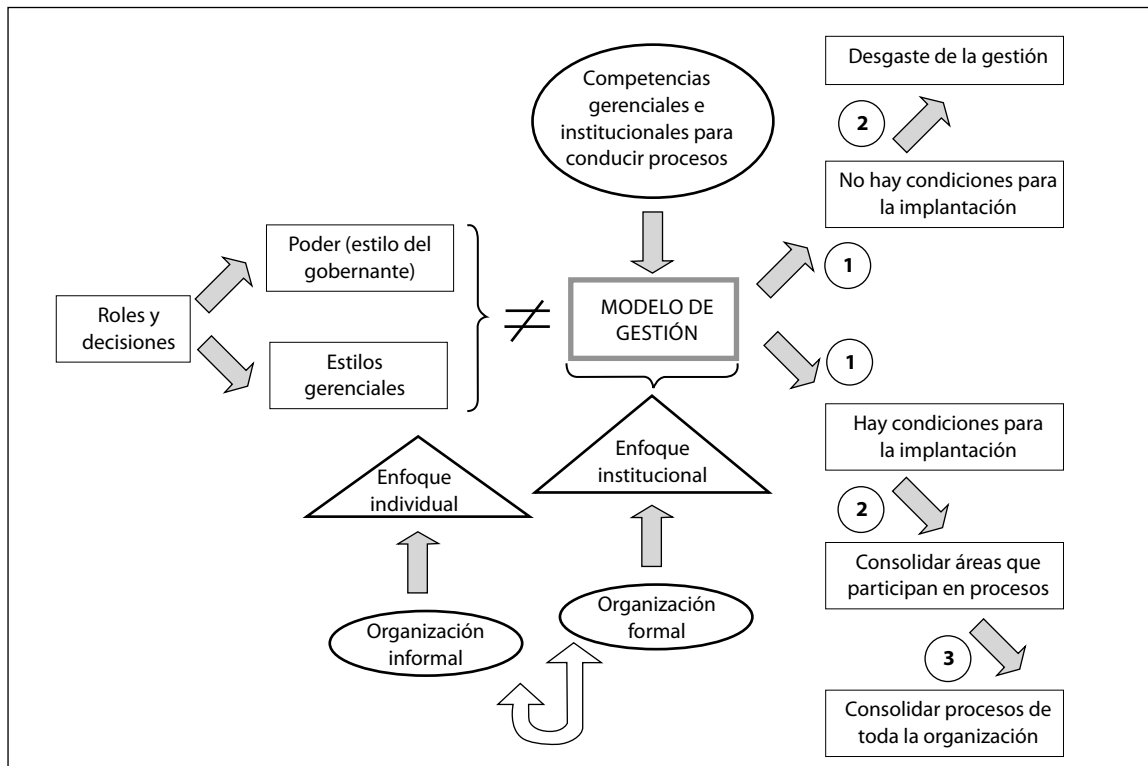 Competencias
gerenciales e
institucionales para
conducir procesos
Desgaste de la gestión
2
No hay condiciones para
la implantación
1
Poder (estilo del
gobernante)
Roles y
decisiones
Estilos
gerenciales
≠
MODELO DE
GESTIÓN
1
Hay condiciones para
la implantación
Enfoque
individual
Enfoque
institucional
2
Consolidar áreas que
participan en procesos
Organización
informal
Organización
formal
3
Consolidar procesos de
toda la organización